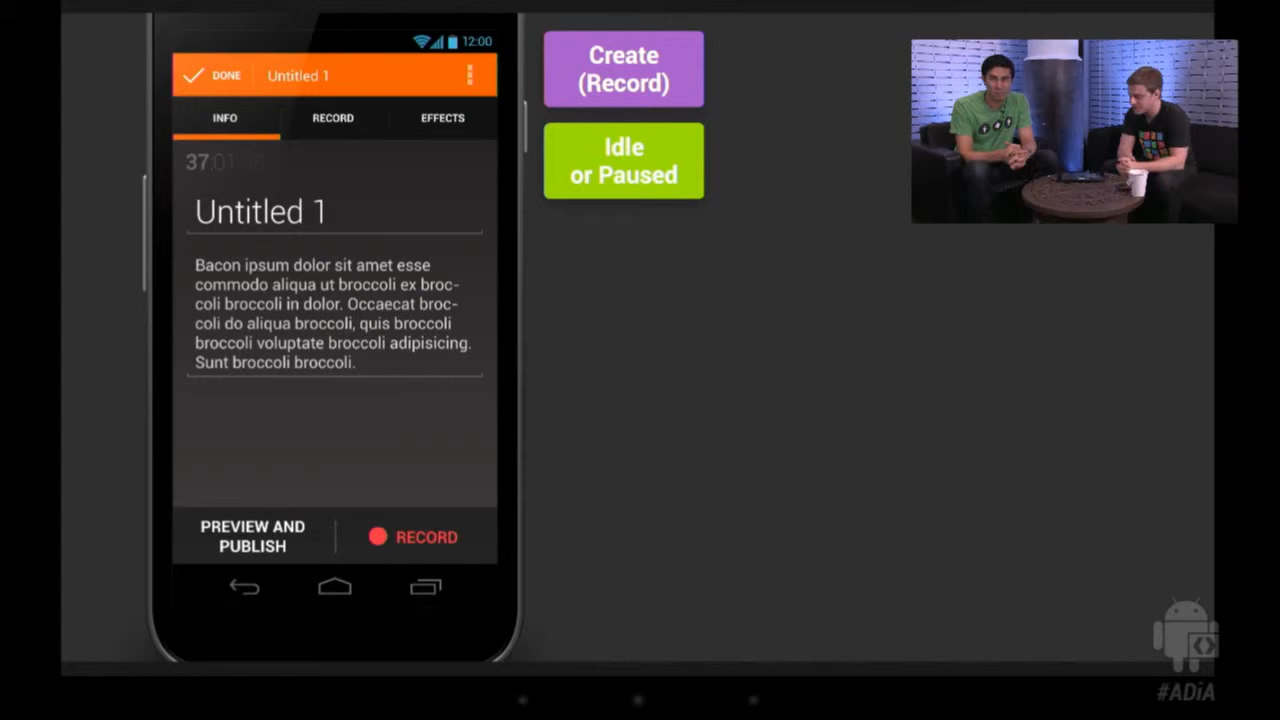 12:00
DONE
Untitled 1
INFO
RECORD
EFFECTS
Untitled 1
Bacon ipsum dolor sit amet esse
commodo aliqua ut broccoli ex broc-
coli broccoli in dolor. Occaecat broc-
coli do aliqua broccoli, quis broccoli
broccoli voluptate broccoli adipisicing.
Sunt broccoli broccoli.
PREVIEW AND
PUBLISH
RECORD
Create
(Record)
Idle
or Paused
#ADiA